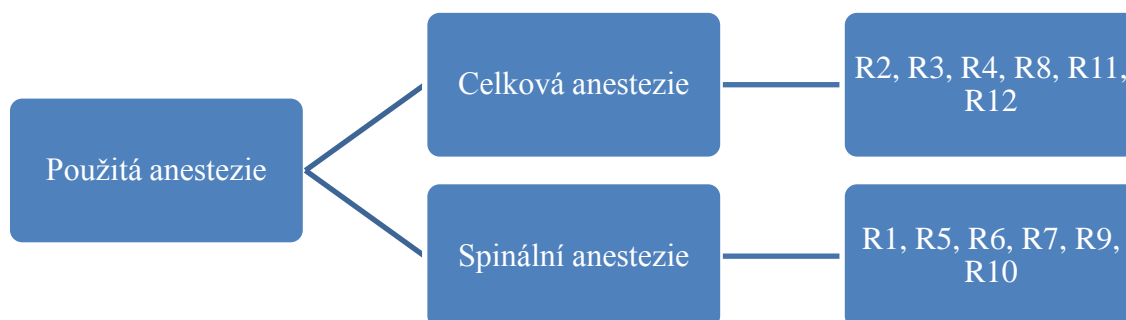 Použitá anestezie
Celková anestezie
R2, R3, R4, R8, R11,
R12
Spinální anestezie
R1, R5, R6, R7, R9,
R10